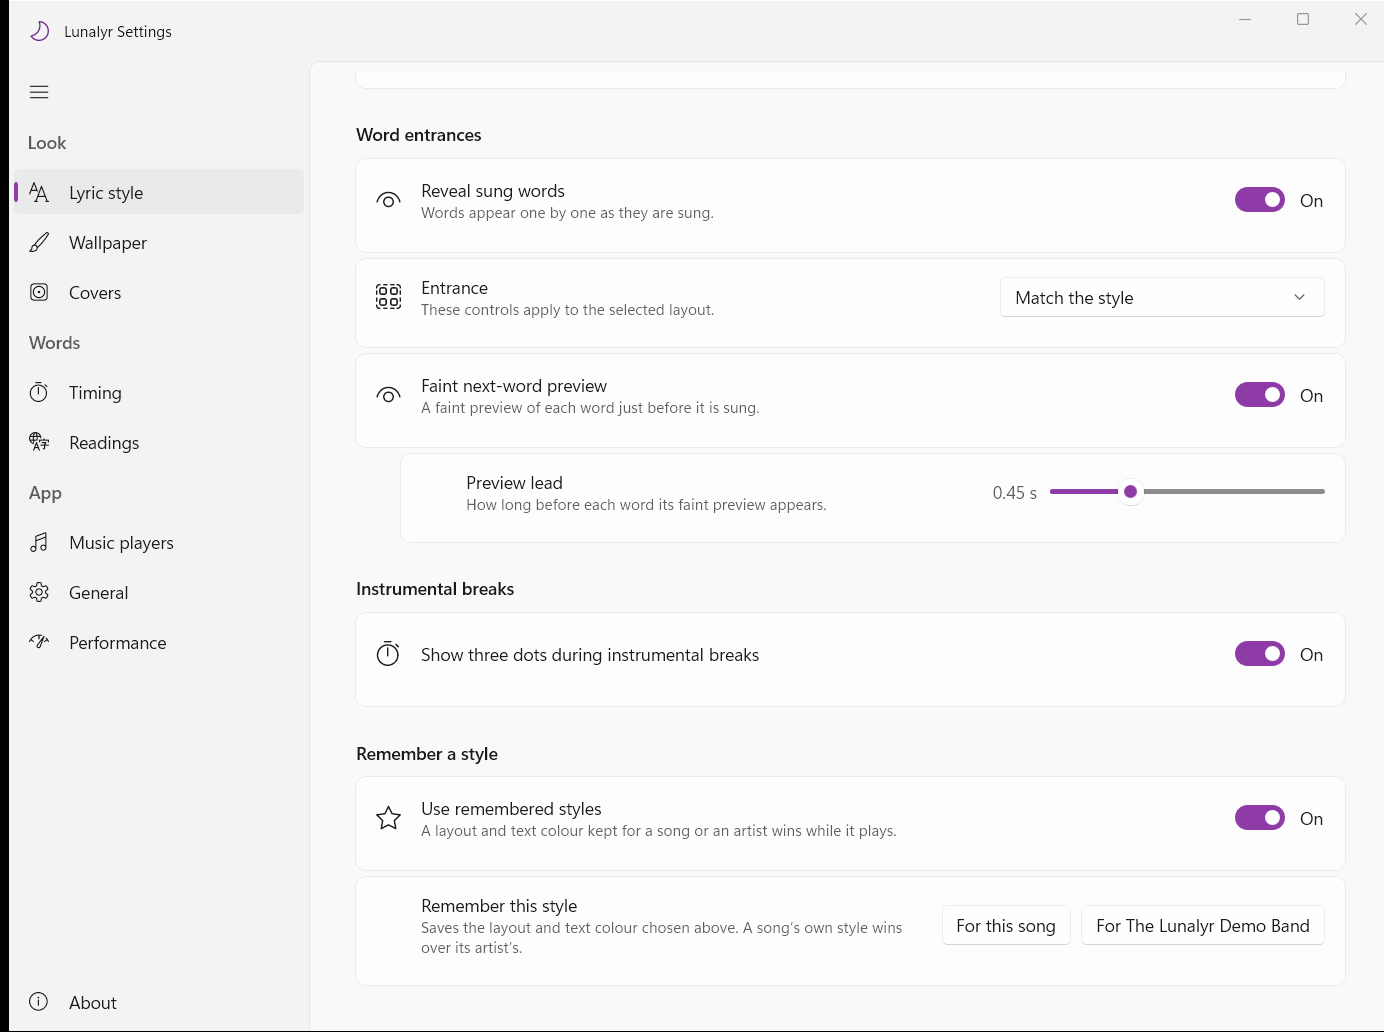 Lunalyr Settings
Look
Lyric style
Wallpaper
Covers
Words
Timing
Readings
App
Music players
General
Performance
About
Word entrances
Reveal sung words
Words appear one by one as they are sung.
On
Entrance
These controls apply to the selected layout.
Match the style
Faint next-word preview
A faint preview of each word just before it is sung.
On
Preview lead
How long before each word its faint preview appears.
0.45 s
Instrumental breaks
Show three dots during instrumental breaks
On
Remember a style
Use remembered styles
A layout and text colour kept for a song or an artist wins while it plays.
On
Remember this style
Saves the layout and text colour chosen above. A song’s own style wins
over its artist’s.
For this song
For The Lunalyr Demo Band